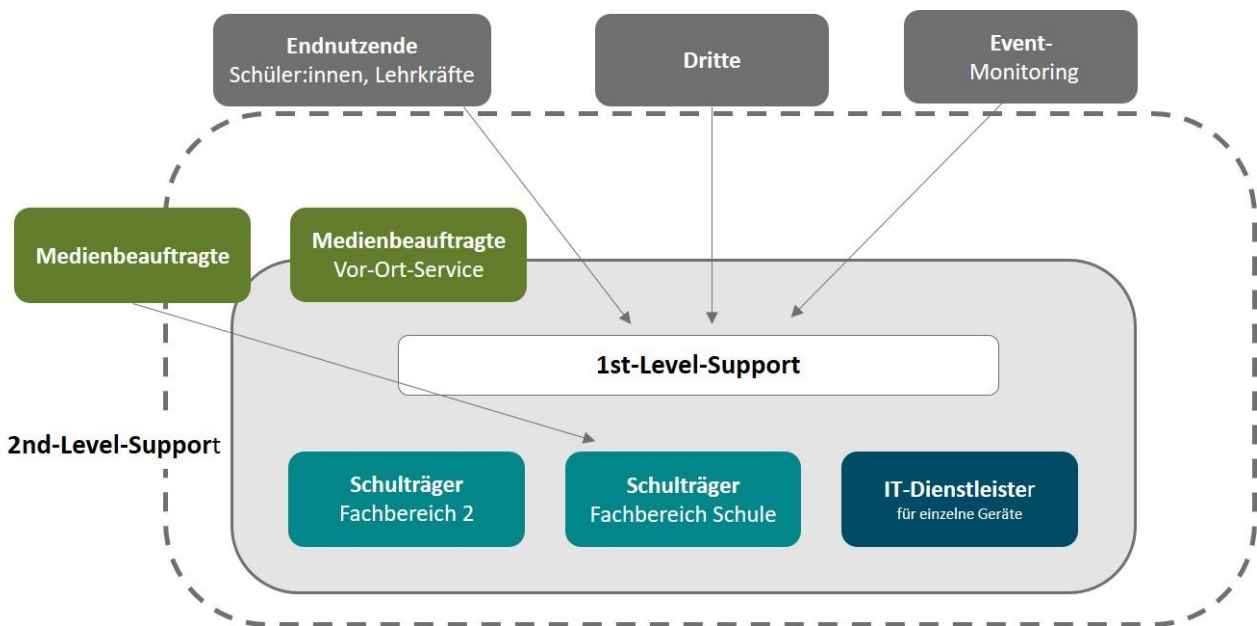 Endnutzende
Schüler:innen, Lehrkräfte
Dritte
Event-
Monitoring
Medienbeauftragte
Medienbeauftragte
Vor-Ort-Service
1st-Level-Support
2nd-Level-Support
Schulträger
Fachbereich 2
Schulträger
Fachbereich Schule
IT-Dienstleister
für einzelne Geräte